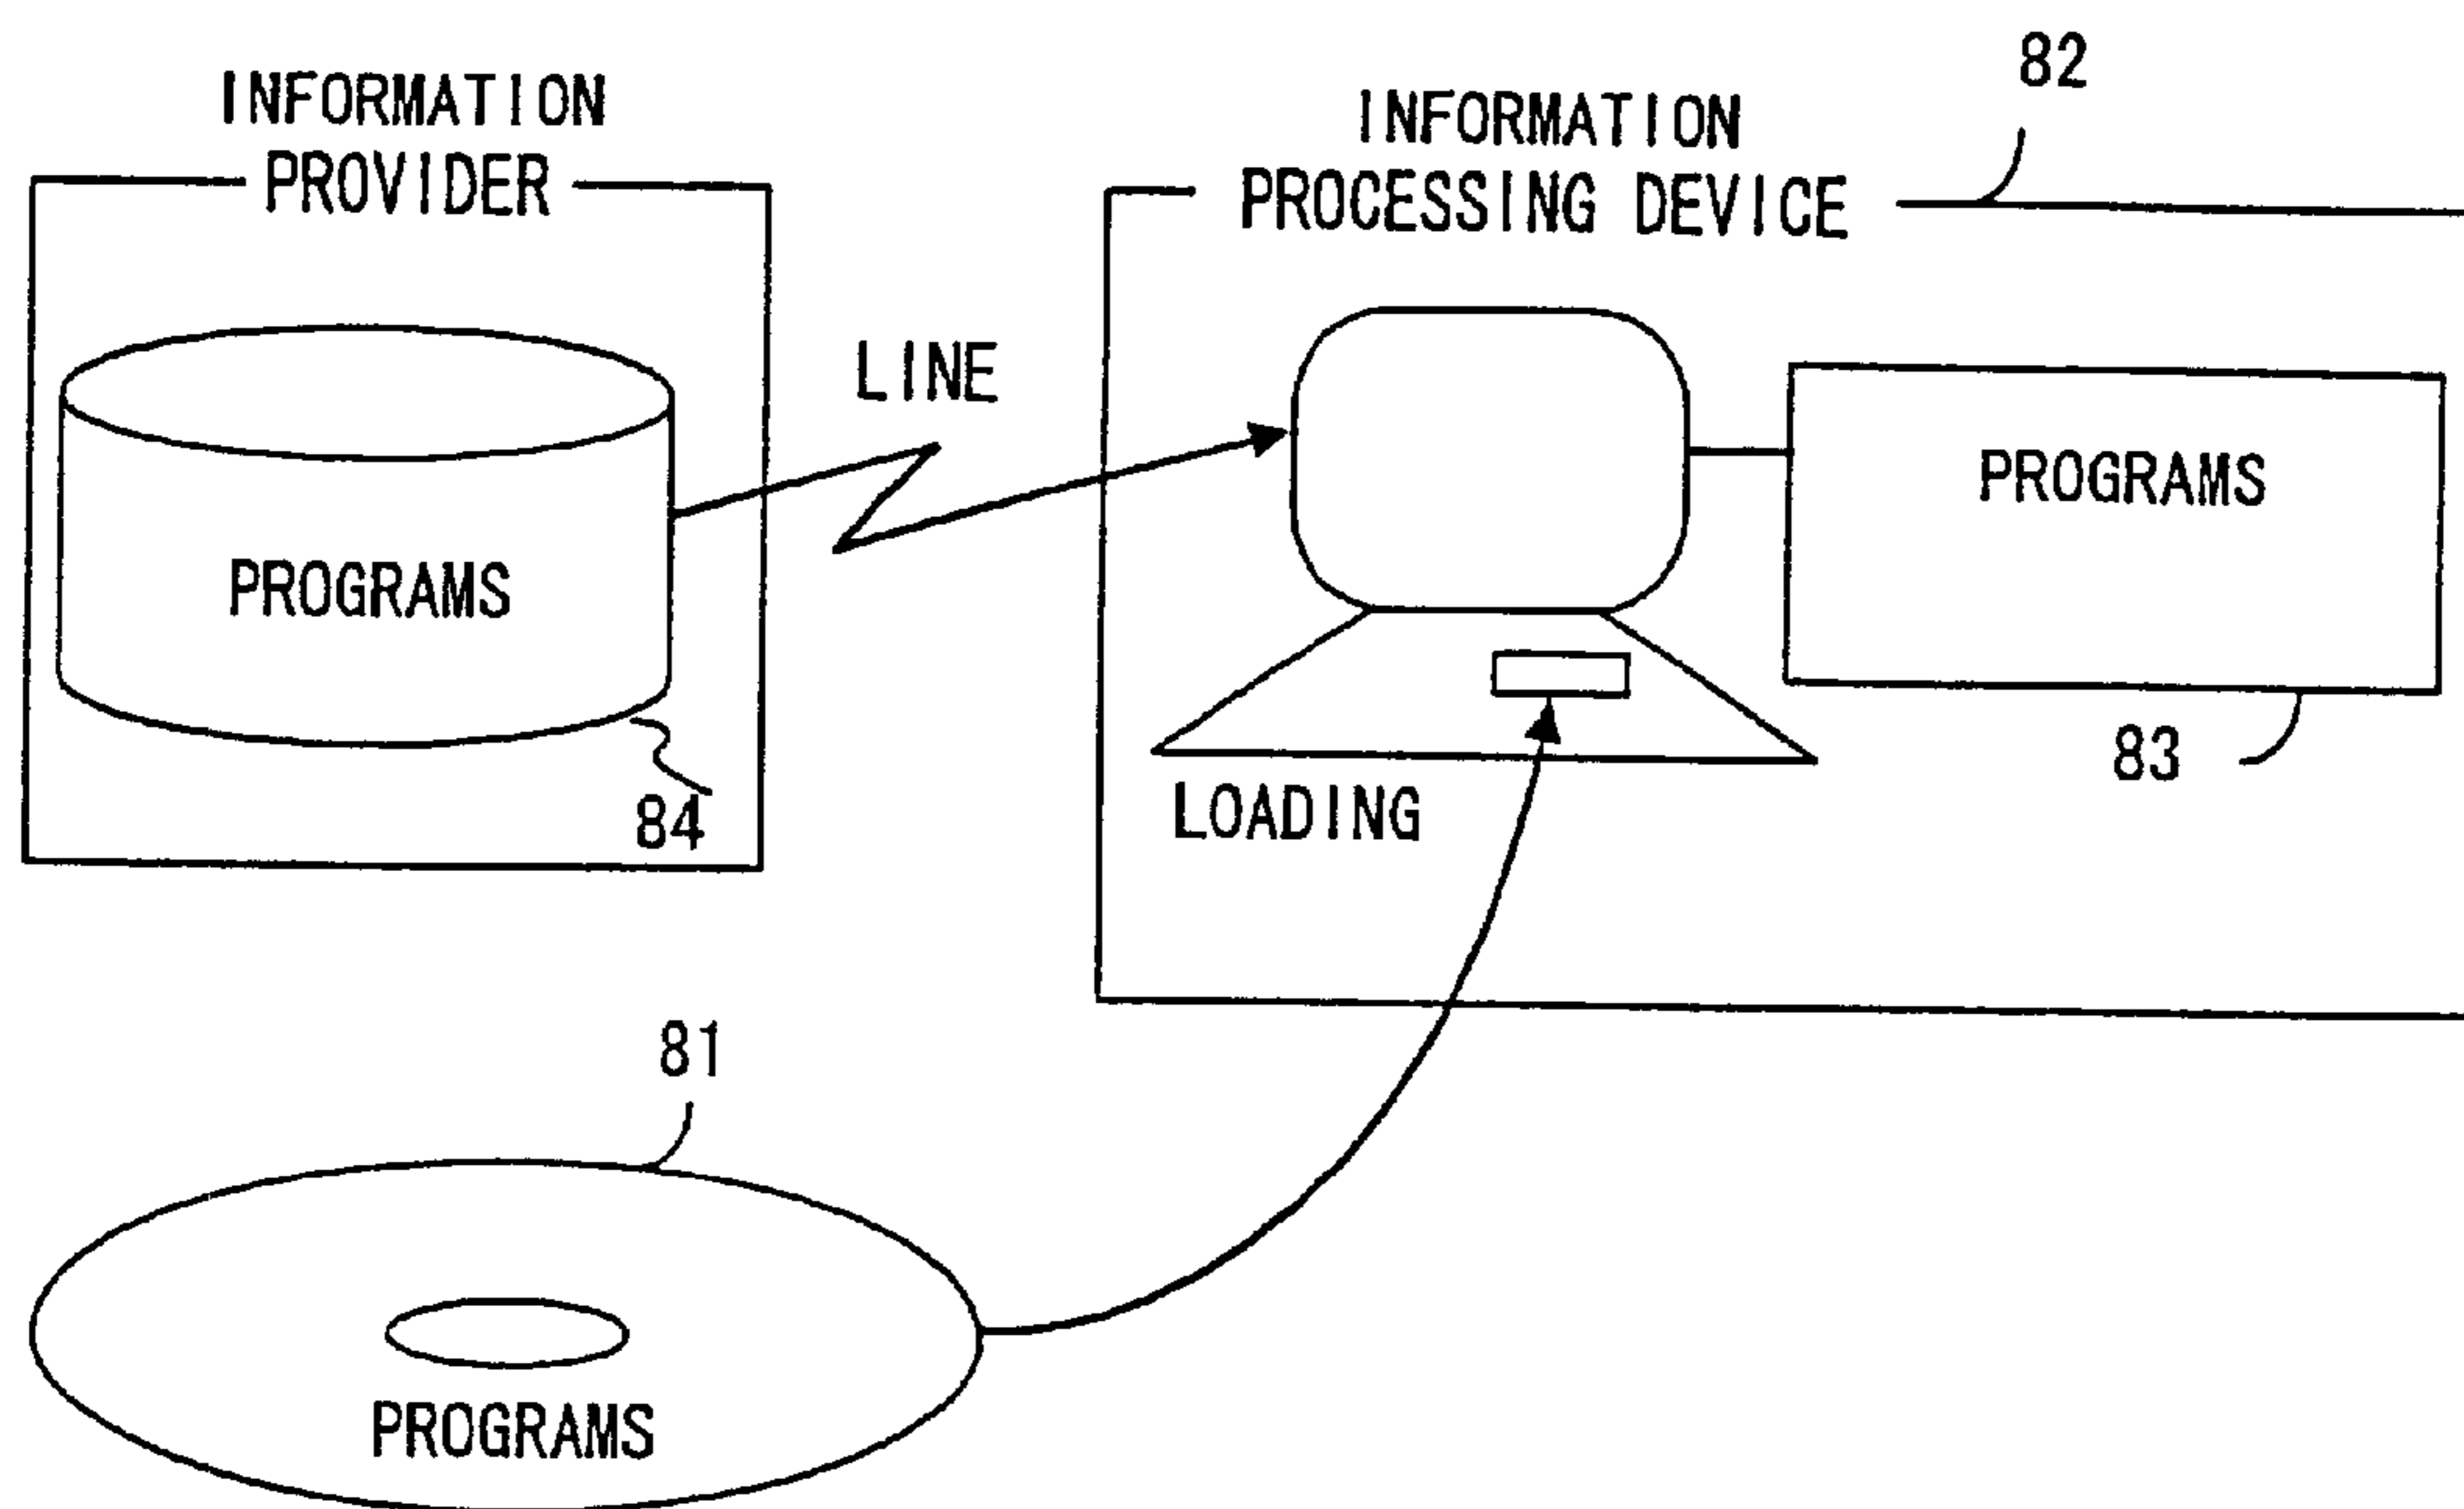 INFORMATION
PROVIDER
PROGRAMS
84
LINE
82
INFORMATION
PROCESSING DEVICE
PROGRAMS
83
LOADING
81
PROGRAMS